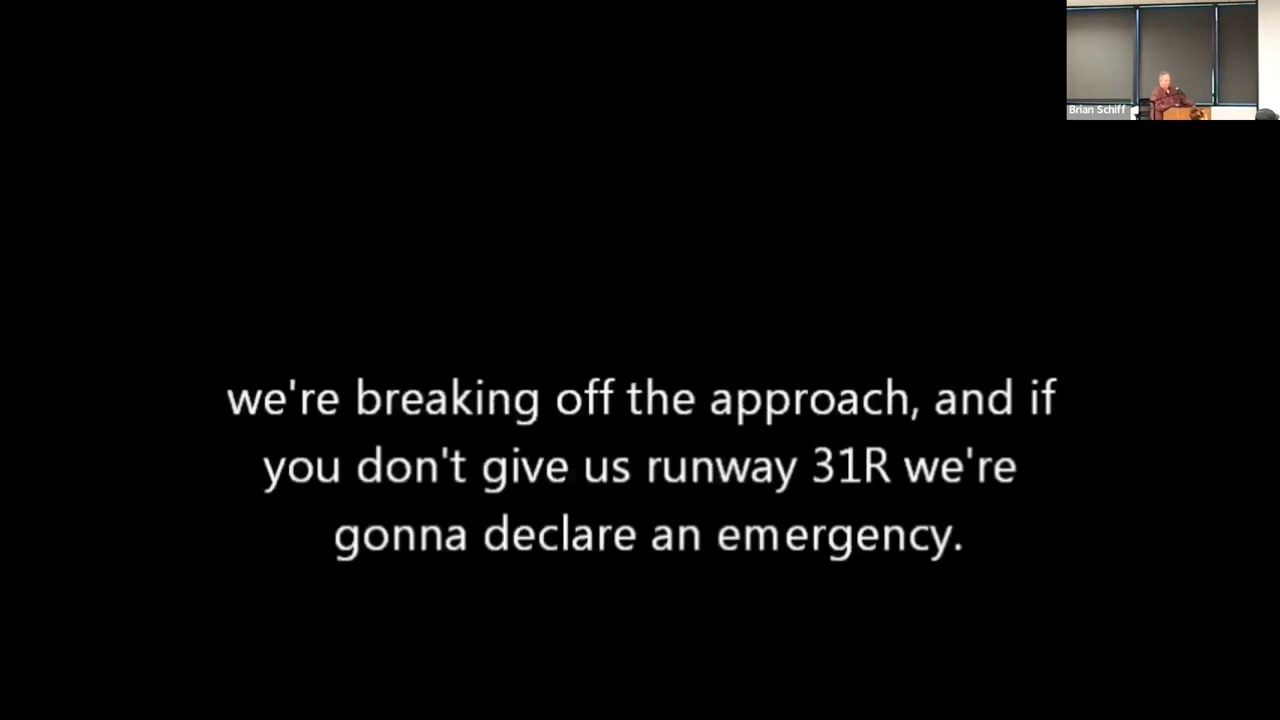 Brian Schiff
we're breaking off the approach, and if
you don't give us runway 31R we're
gonna declare an emergency.